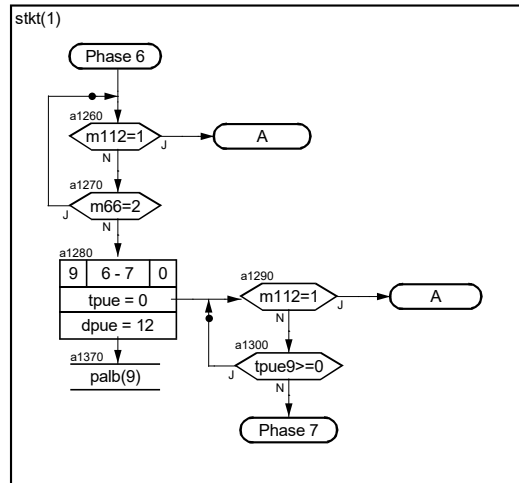 stkt(1)
Phase 6
a1260
m112=1
J
A
N
a1270
m66=2
J
N
a1280
9 6 - 7 0
tpue = 0
dpue = 12
a1290
m112=1
J
A
N
a1300
tpue9>=0
J
N
a1370
palb(9)
Phase 7